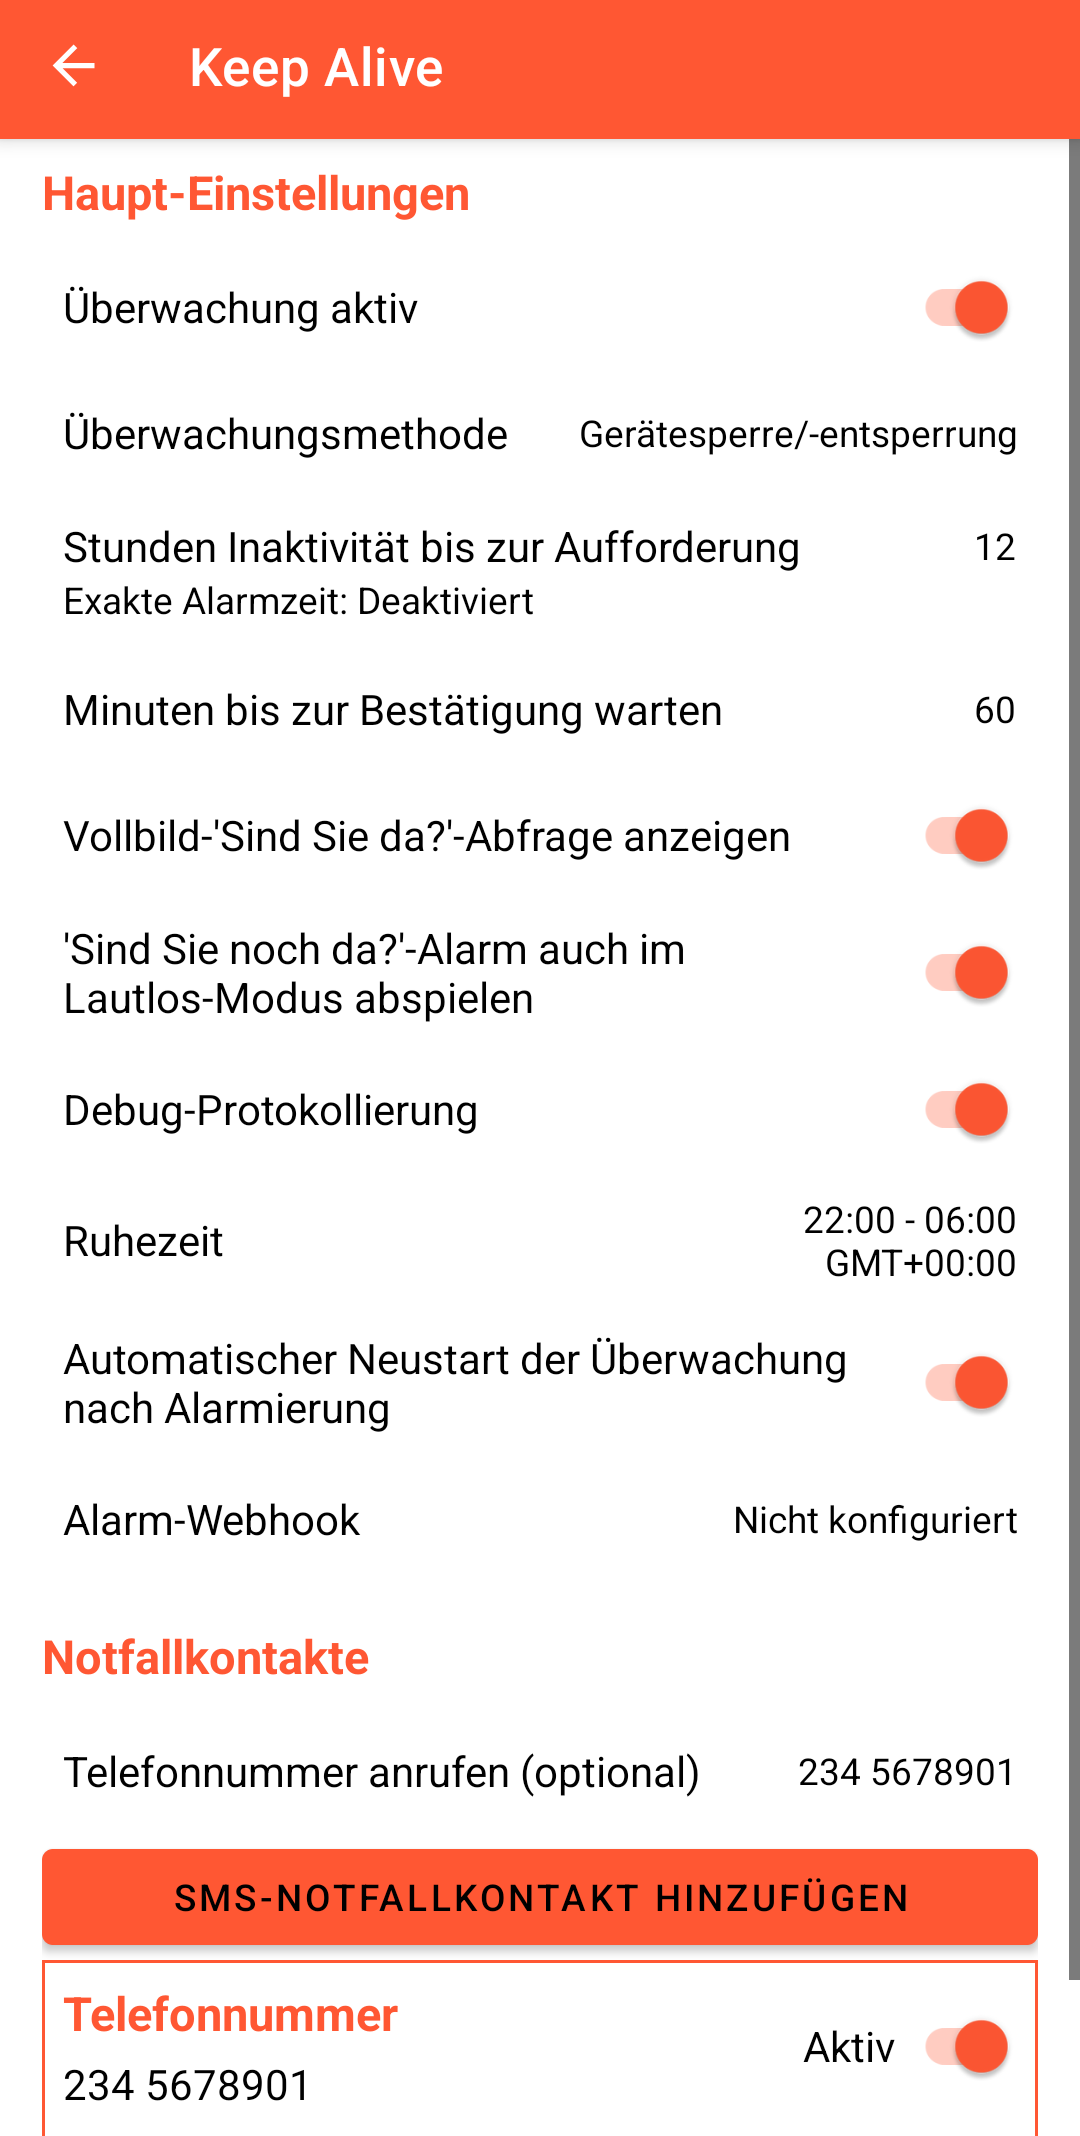 Keep Alive
Haupt-Einstellungen
Überwachung aktiv
Überwachungsmethode Gerätesperre/-entsperrung
Stunden Inaktivität bis zur Aufforderung 12
Exakte Alarmzeit: Deaktiviert
Minuten bis zur Bestätigung warten 60
Vollbild-'Sind Sie da?'-Abfrage anzeigen
'Sind Sie noch da?'-Alarm auch im
Lautlos-Modus abspielen
Debug-Protokollierung
Ruhezeit 22:00 - 06:00
GMT+00:00
Automatischer Neustart der Überwachung
nach Alarmierung
Alarm-Webhook Nicht konfiguriert
Notfallkontakte
Telefonnummer anrufen (optional) 234 5678901
SMS-NOTFALLKONTAKT HINZUFÜGEN
Telefonnummer
Aktiv
234 5678901